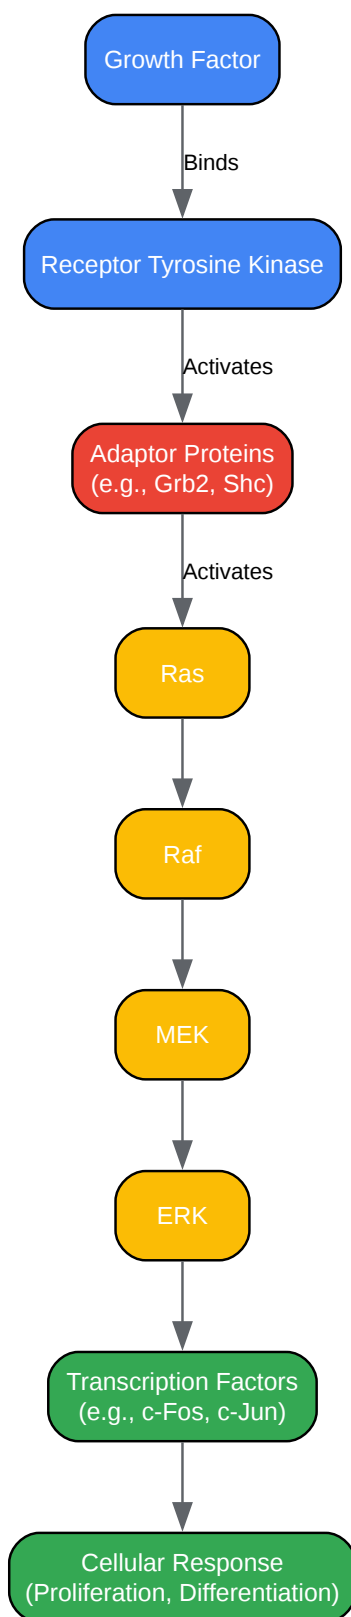 Growth Factor
Binds
Receptor Tyrosine Kinase
Activates
Adaptor Proteins
(e.g., Grb2, Shc)
Activates
Ras
Raf
MEK
ERK
Transcription Factors
(e.g., c-Fos, c-Jun)
Cellular Response
(Proliferation, Differentiation)